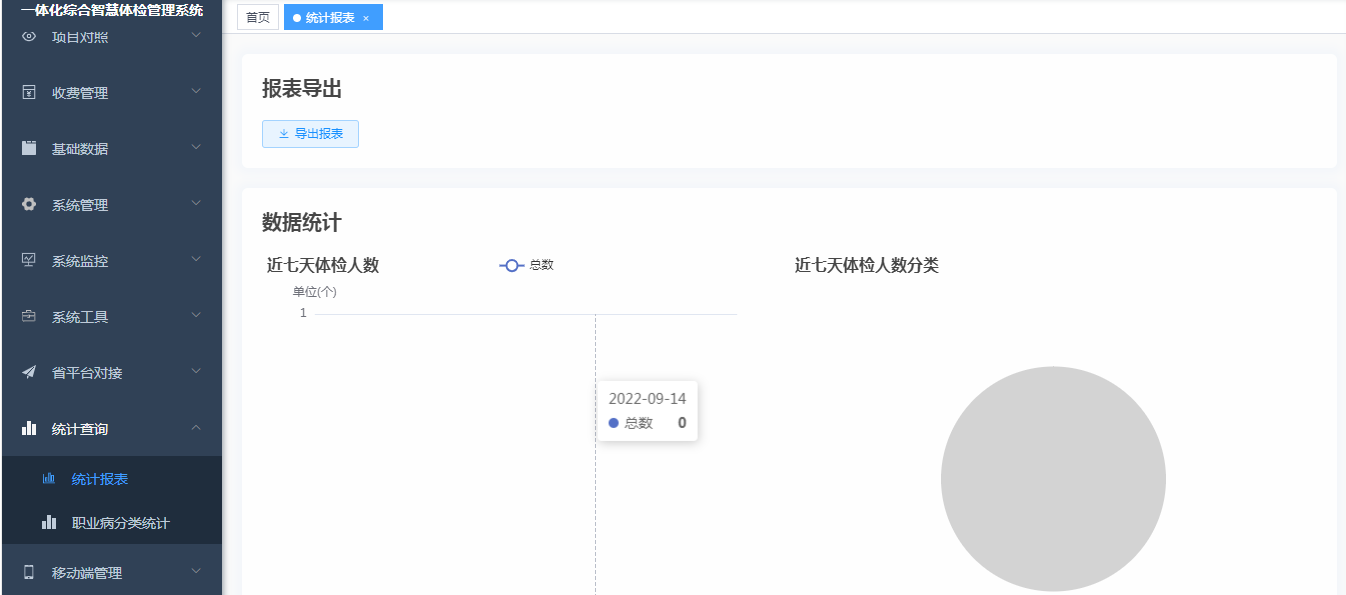 一体化综合智慧体检管理系统
项目对照
收费管理
基础数据
系统管理
系统监控
系统工具
省平台对接
统计查询
统计报表
职业病分类统计
移动端管理
首页
统计报表 ×
报表导出
导出报表
数据统计
近七天体检人数
总数
单位(个)
1
2022-09-14
总数 0
近七天体检人数分类